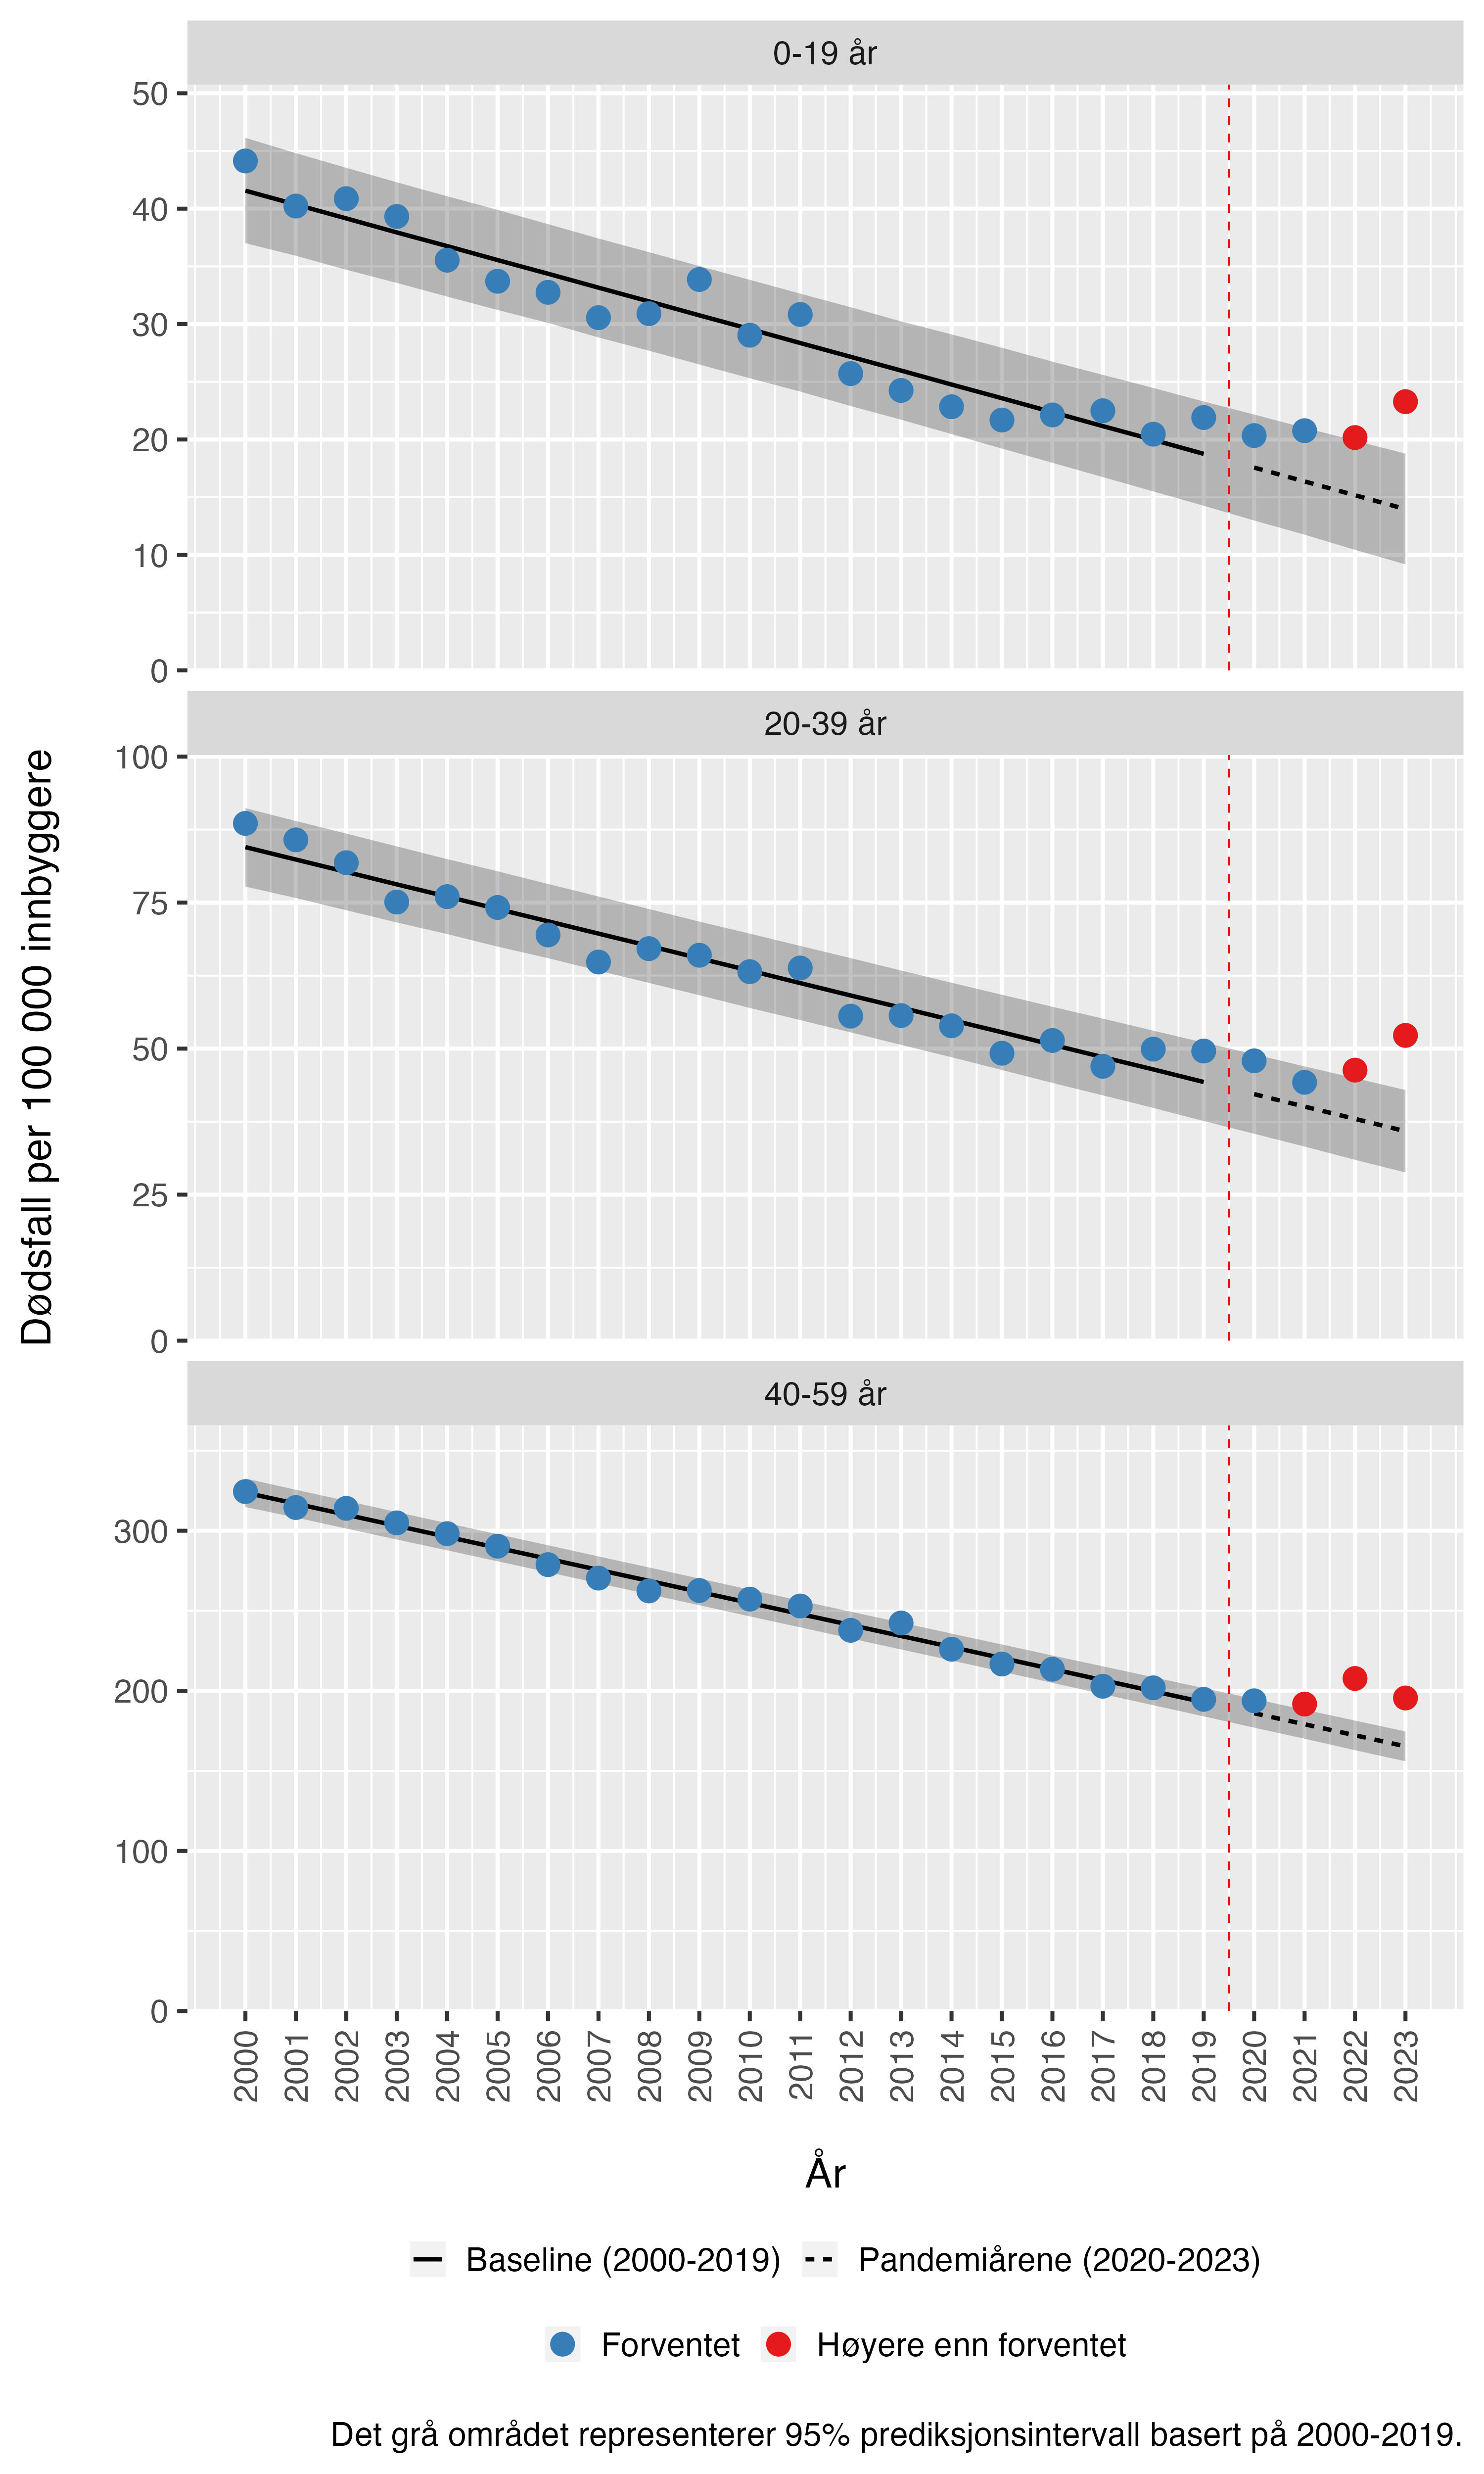 0-19 år
50
40
30
20
10
0
20-39 år
100
75
50
25
0
Dødsfall per 100 000 innbyggere
40-59 år
300
200
100
0
2000 2001 2002 2003 2004 2005 2006 2007 2008 2009 2010 2011 2012 2013 2014 2015 2016 2017 2018 2019 2020 2021 2022 2023
År
Baseline (2000-2019) Pandemiårene (2020-2023)
Forventet Høyere enn forventet
Det grå området representerer 95% prediksjonsintervall basert på 2000-2019.